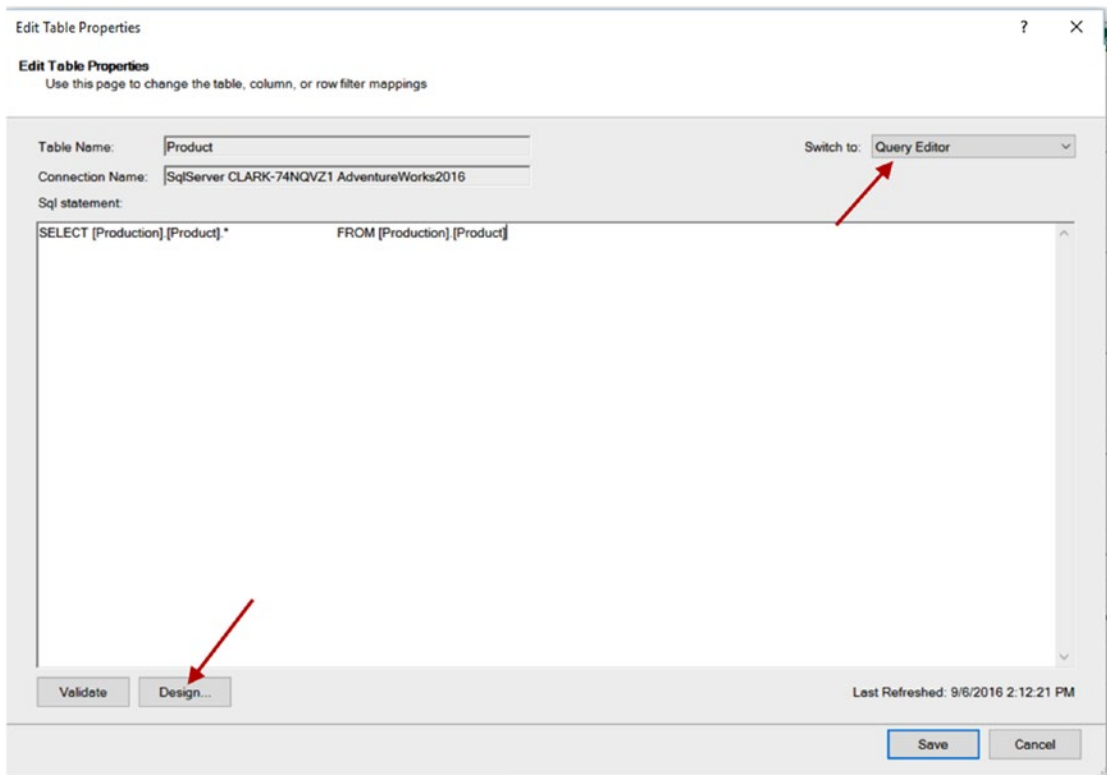 Edit Table Properties ? ×
Edit Table Properties
Use this page to change the table, column, or row filter mappings
Table Name: Product Switch to: Query Editor
Connection Name: SqlServer CLARK-74NQVZ1 AdventureWorks2016
Sql statement:
SELECT [Production].[Product].* FROM [Production].[Product]
Validate Design... Last Refreshed: 9/6/2016 2:12:21 PM
Save Cancel